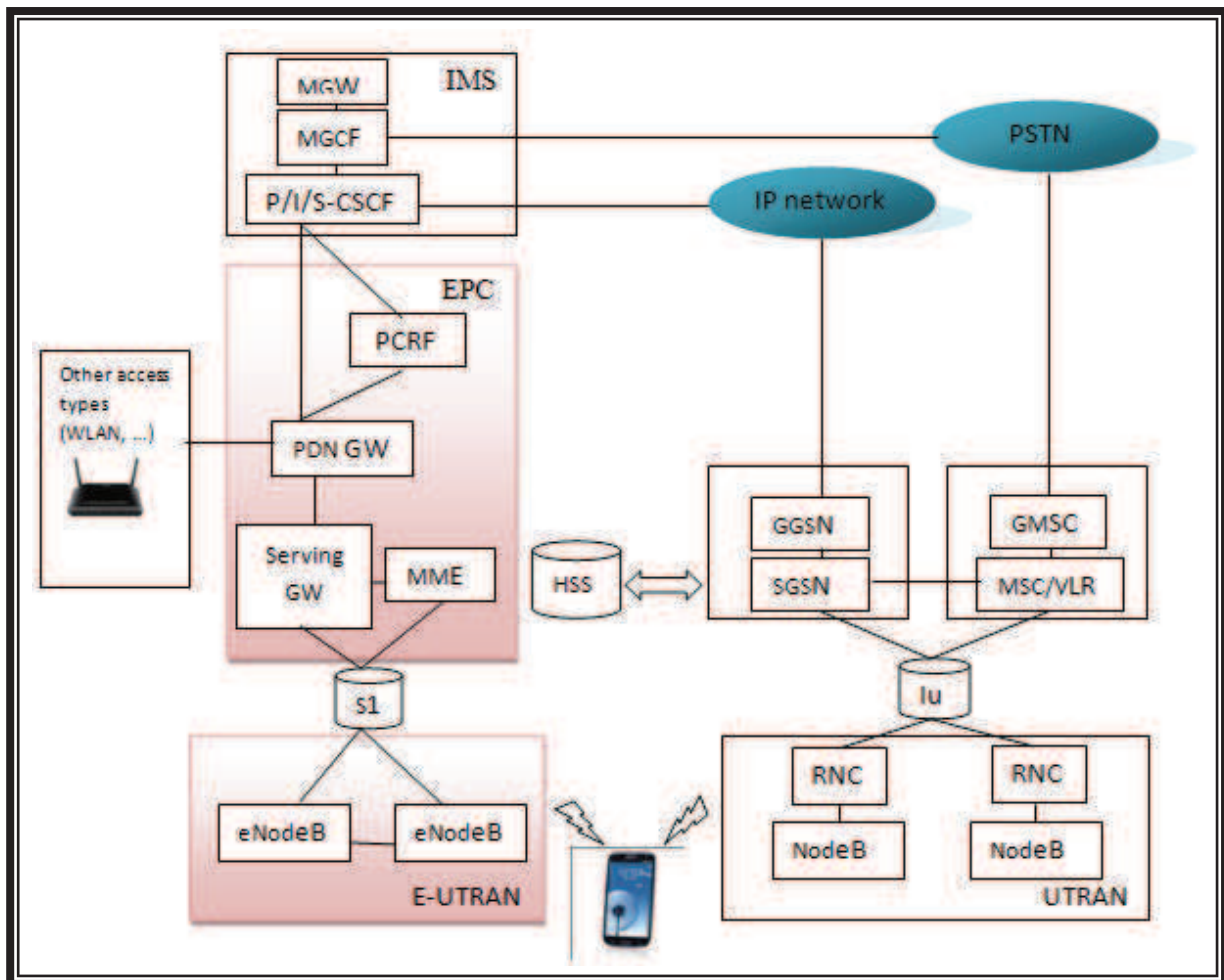 MGW
IMS
MGCF
PSTN
P/I/S-CSCF
IP network
EPC
PCRF
Other access
types
(WLAN, ...)
PDN GW
GGSN
GMSC
Serving
GW
MME
HSS
SGSN
MSC/VLR
S1
Iu
RNC
RNC
eNodeB
eNodeB
NodeB
NodeB
E-UTRAN
UTRAN